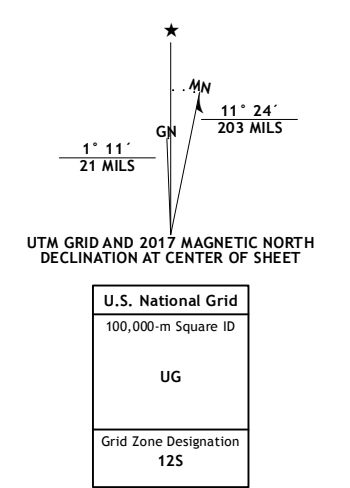 MN
11° 24´
203 MILS
GN
1° 11´
21 MILS
UTM GRID AND 2017 MAGNETIC NORTH
DECLINATION AT CENTER OF SHEET
U.S. National Grid
100,000-m Square ID
UG
Grid Zone Designation
12S